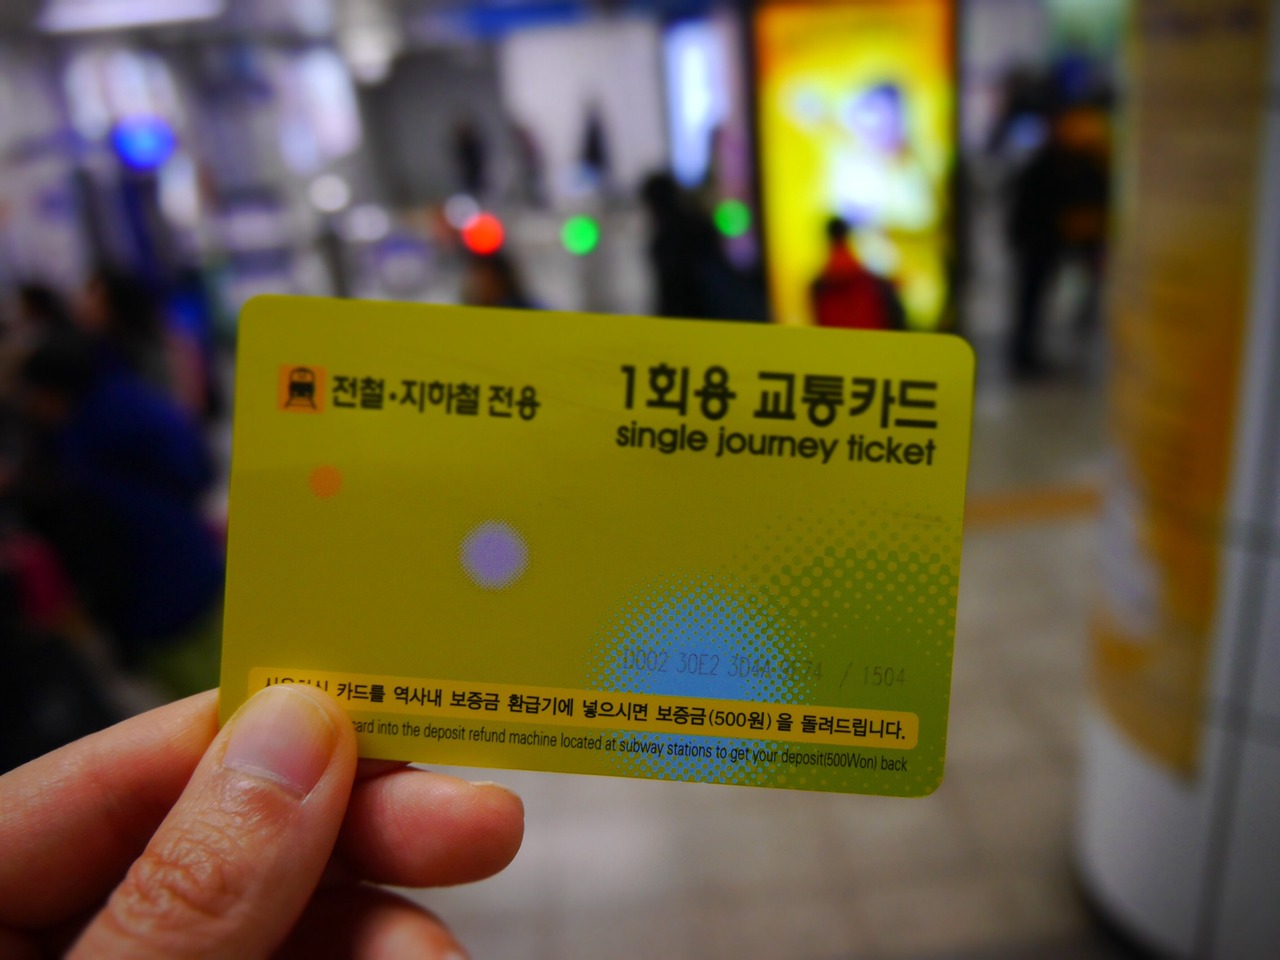 전철·지하철 전용
1회용 교통카드
single journey ticket
D002 30E2 3D4A / 1504
카드를 역사내 보증금 환급기에 넣으시면 보증금(500원)을 돌려드립니다.
card into the deposit refund machine located at subway stations to get your deposit(500Won) back